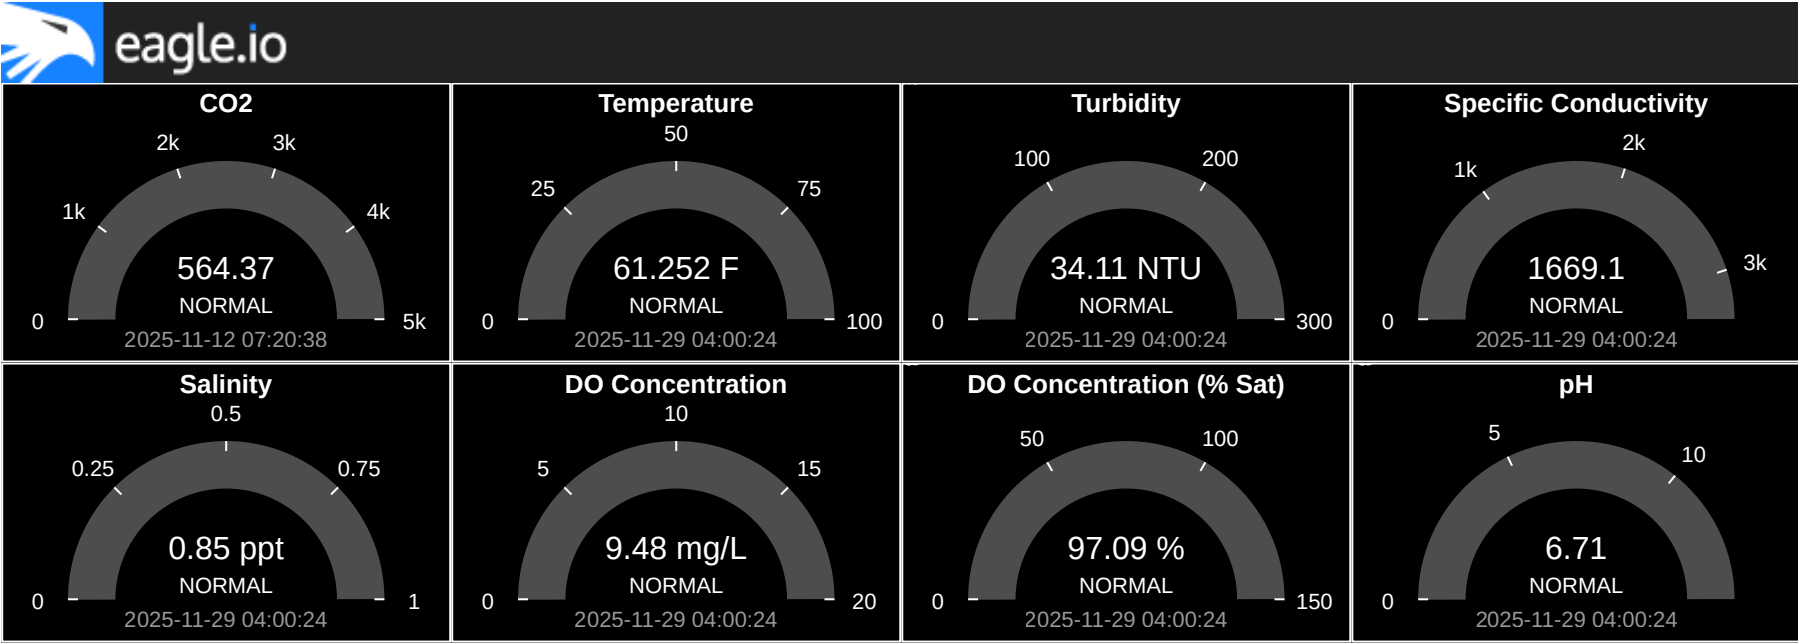 eagle.io
CO2
2k
3k
1k
4k
564.37
NORMAL
0
5k
2025-11-12 07:20:38
Temperature
50
25
75
61.252 F
NORMAL
0
100
2025-11-29 04:00:24
Turbidity
100
200
34.11 NTU
NORMAL
0
300
2025-11-29 04:00:24
Specific Conductivity
2k
1k
3k
1669.1
NORMAL
0
2025-11-29 04:00:24
Salinity
0.5
0.25
0.75
0.85 ppt
NORMAL
0
1
2025-11-29 04:00:24
DO Concentration
10
5
15
9.48 mg/L
NORMAL
0
20
2025-11-29 04:00:24
DO Concentration (% Sat)
50
100
97.09 %
NORMAL
0
150
2025-11-29 04:00:24
pH
5
10
6.71
NORMAL
0
2025-11-29 04:00:24